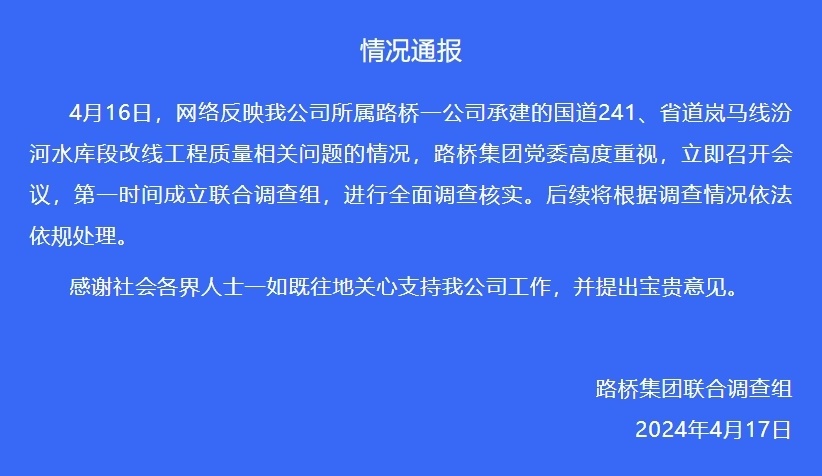 情况通报
4月16日，网络反映我公司所属路桥一公司承建的国道241、省道岚马线汾
河水库段改线工程质量相关问题的情况，路桥集团党委高度重视，立即召开会
议，第一时间成立联合调查组，进行全面调查核实。后续将根据调查情况依法
依规处理。
感谢社会各界人士一如既往地关心支持我公司工作，并提出宝贵意见。
路桥集团联合调查组
2024年4月17日